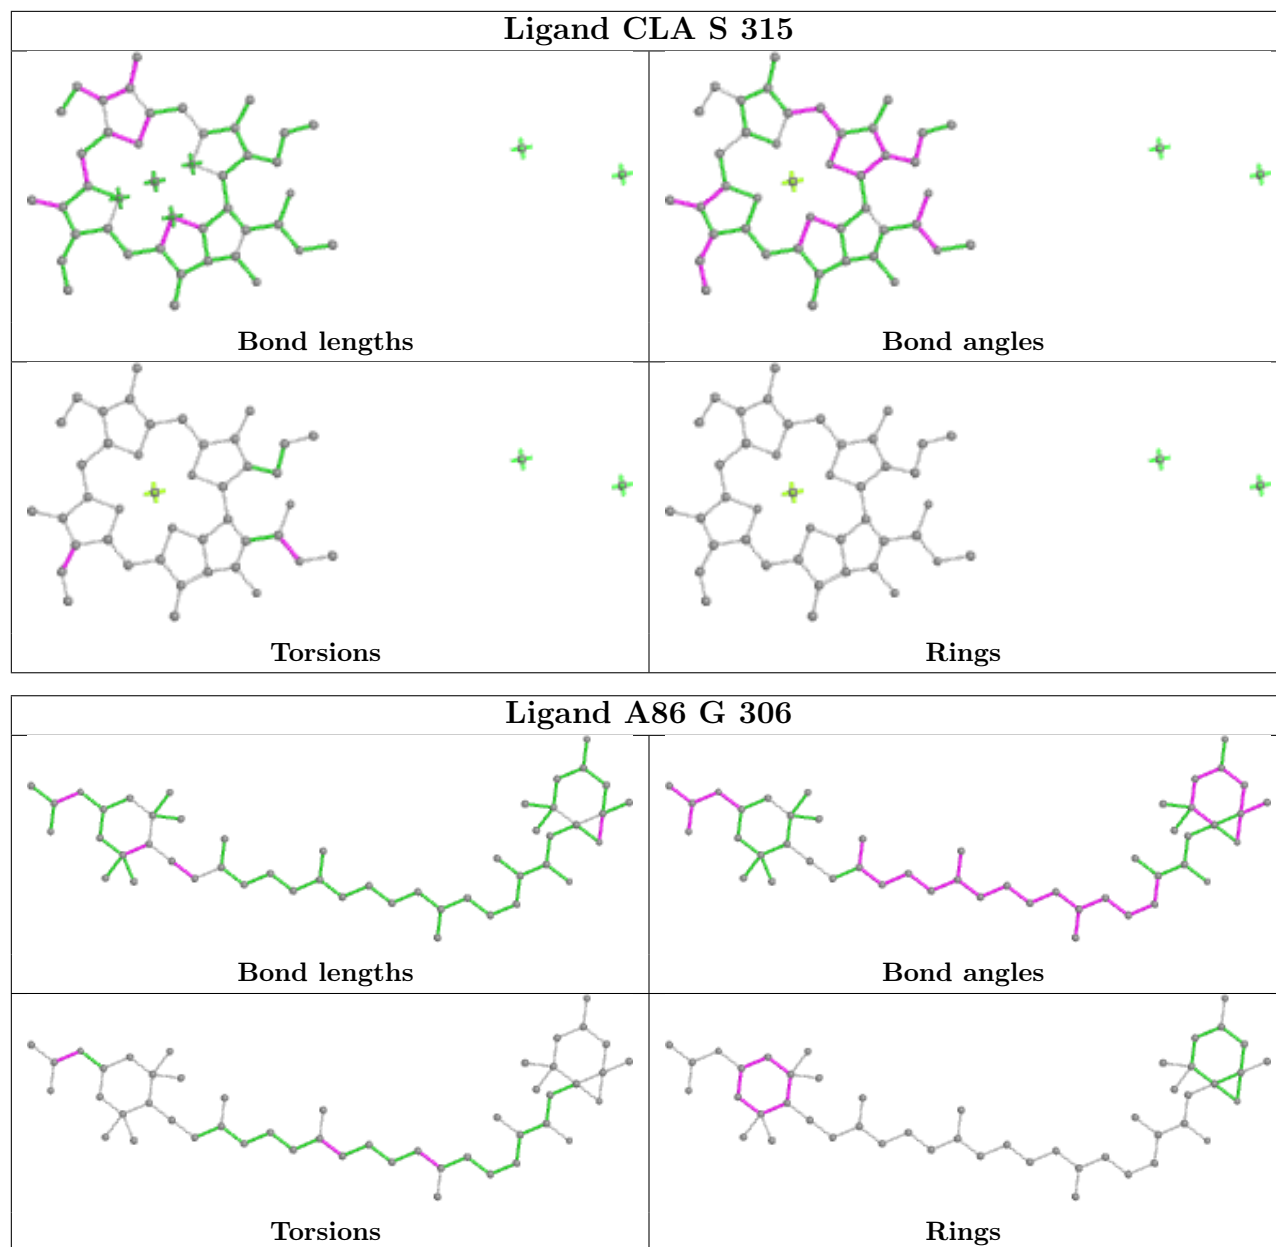 Ligand CLA S 315
Bond lengths
Bond angles
Torsions
Rings
Ligand A86 G 306
Bond lengths
Bond angles
Torsions
Rings